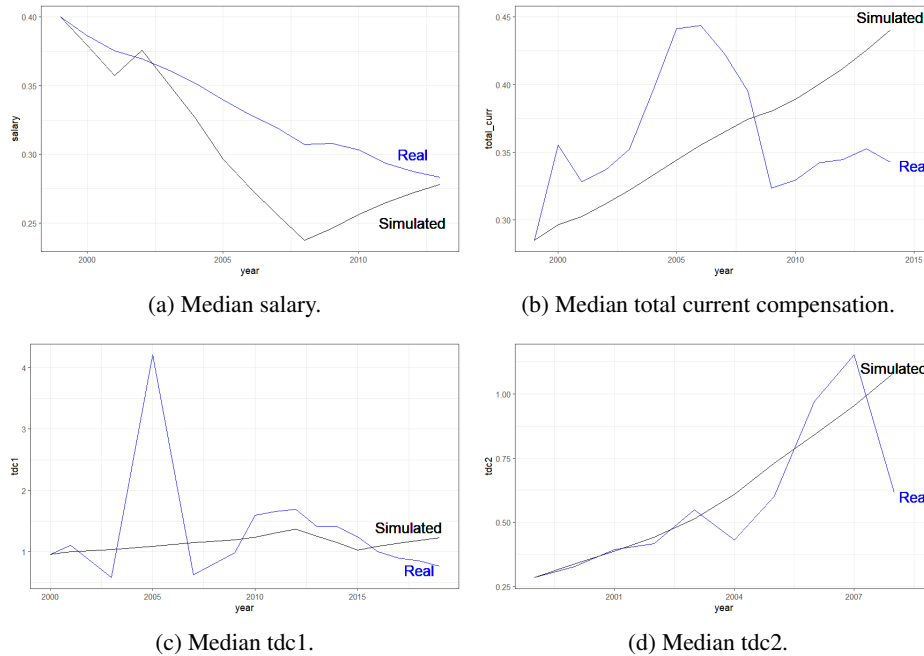 0.40
0.35
0.30
0.25
salary
Real
Simulated
2000
2005
2010
year
(a) Median salary.
0.45
0.40
0.35
0.30
total_curr
Simulated
Real
2000
2005
2010
2015
year
(b) Median total current compensation.
4
3
2
1
tdc1
Simulated
Real
2000
2005
2010
2015
year
(c) Median tdc1.
1.00
0.75
0.50
0.25
tdc2
Simulated
Real
2001
2004
2007
year
(d) Median tdc2.